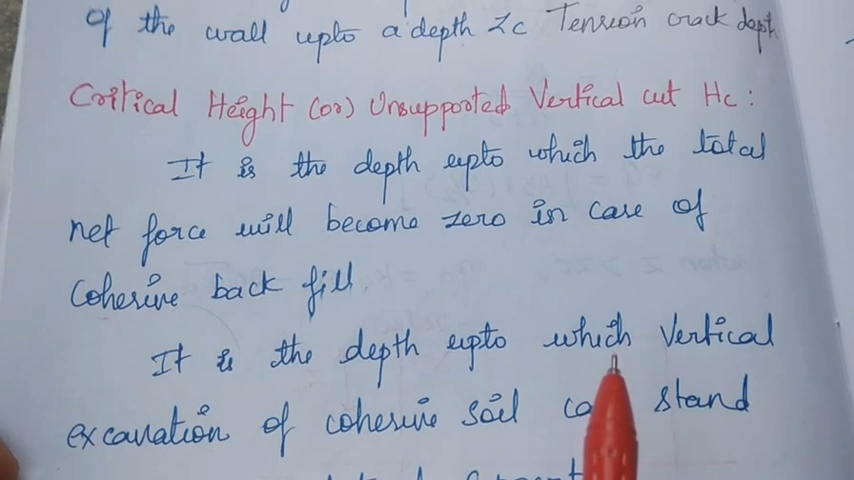 of the wall upto a depth Zc Tension crack depth
Critical Height (or) Unsupported Vertical cut Hc:
It is the depth upto which the total
net force will become zero in case of
Cohesive back fill.
It is the depth upto which Vertical
excavation of cohesive soil stand